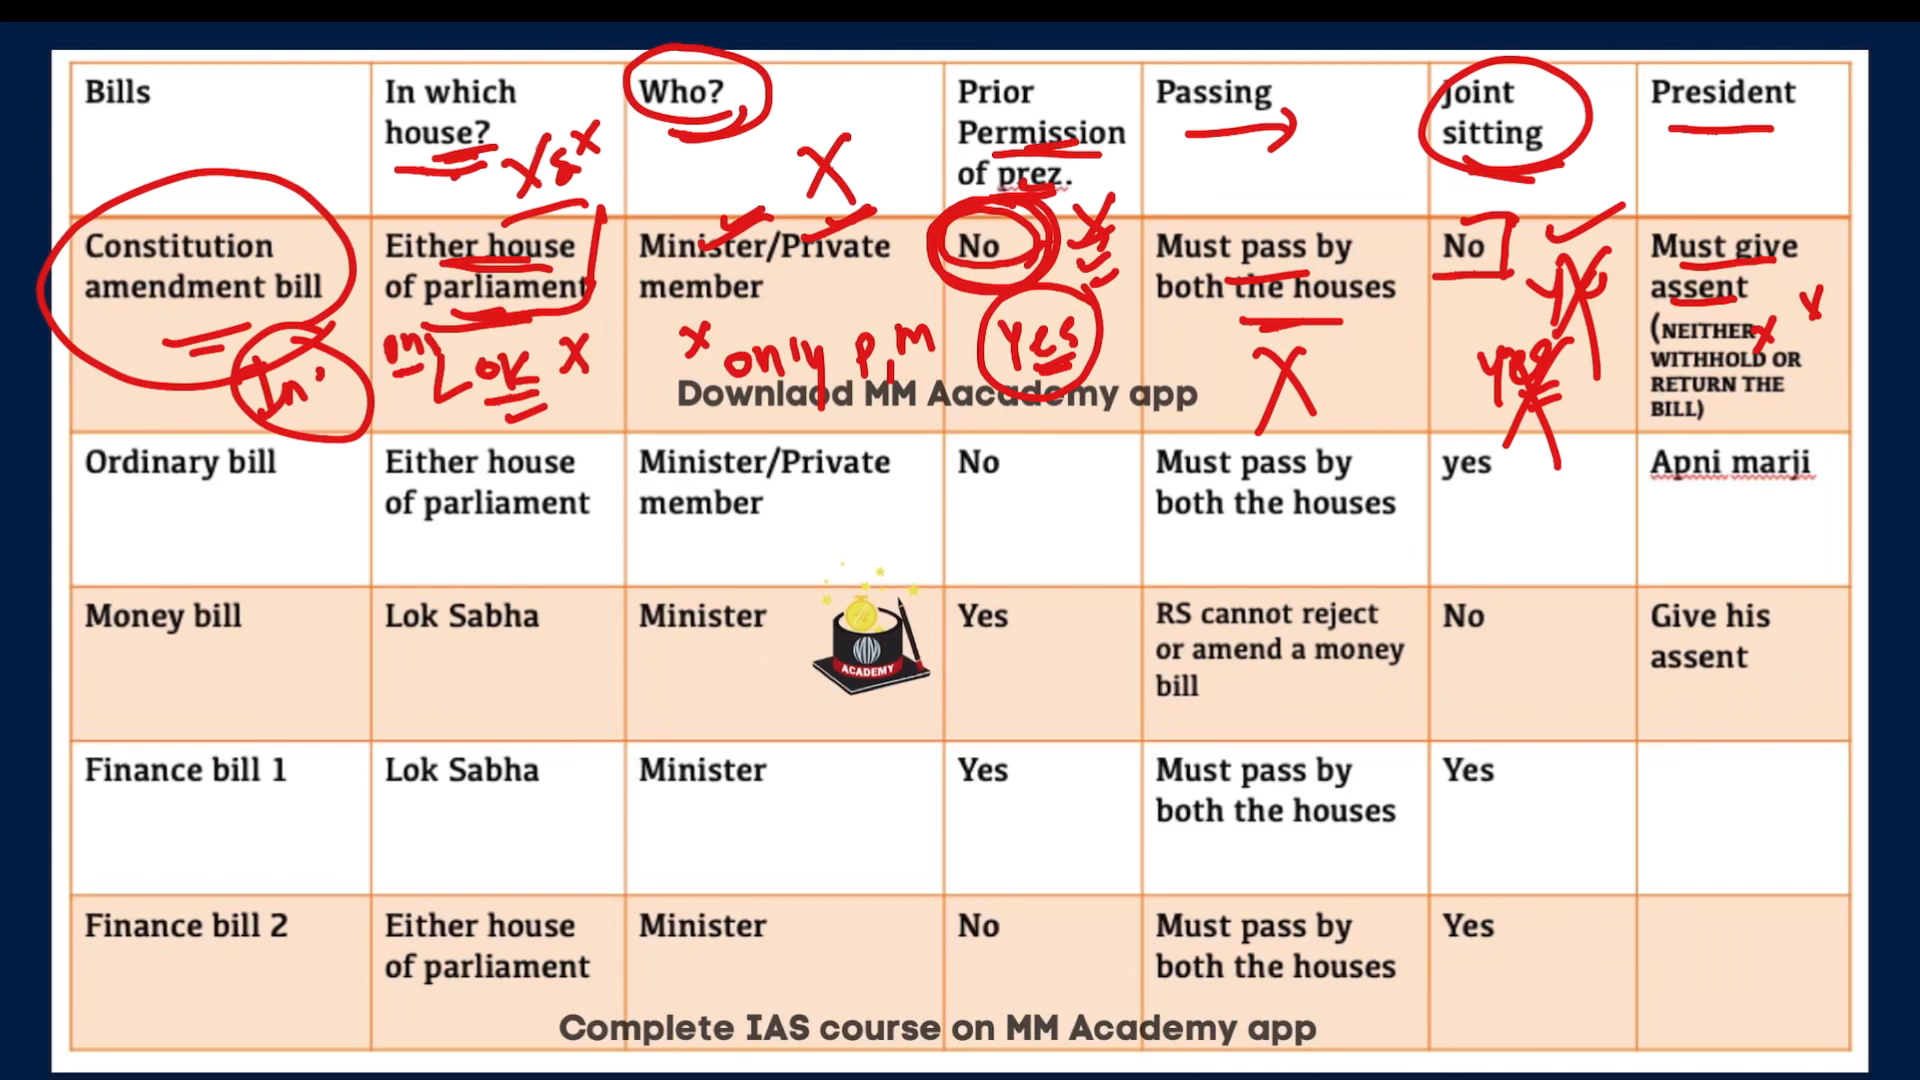 Bills
In which
house?
Who?
Prior
Permission
of prez.
Passing
Joint
sitting
President
Constitution
amendment bill
Either house
of parliament
Minister/Private
member
No
Must pass by
both the houses
No
Must give
assent
(NEITHER
WITHHOLD OR
RETURN THE
BILL)
X
Yes
only
Lok
X
X
only P,M
Downlaod MM Aacademy app
Ordinary bill
Either house
of parliament
Minister/Private
member
No
Must pass by
both the houses
yes
Apni marji
Money bill
Lok Sabha
Minister
MM
ACADEMY
Yes
RS cannot reject
or amend a money
bill
No
Give his
assent
Finance bill 1
Lok Sabha
Minister
Yes
Must pass by
both the houses
Yes
Finance bill 2
Either house
of parliament
Minister
No
Must pass by
both the houses
Yes
Complete IAS course on MM Academy app